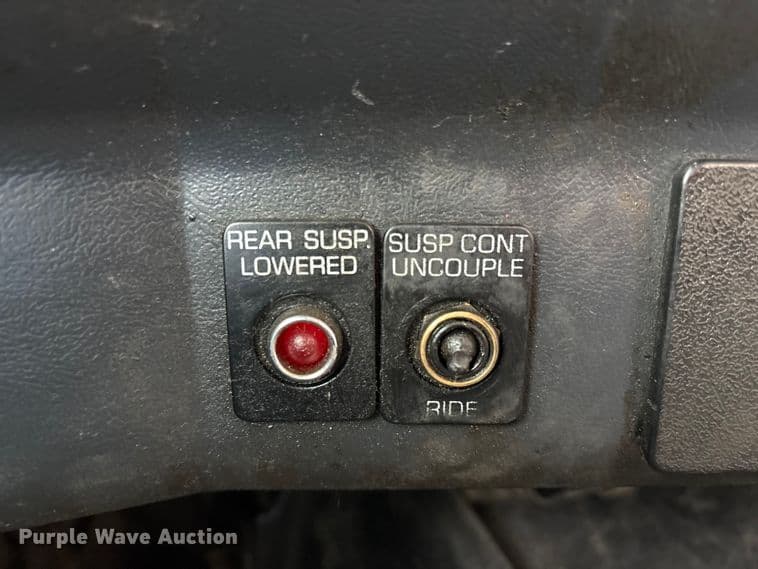 REAR SUSP.
LOWERED
SUSP CONT
UNCOUPLE
RIDE
Purple Wave Auction